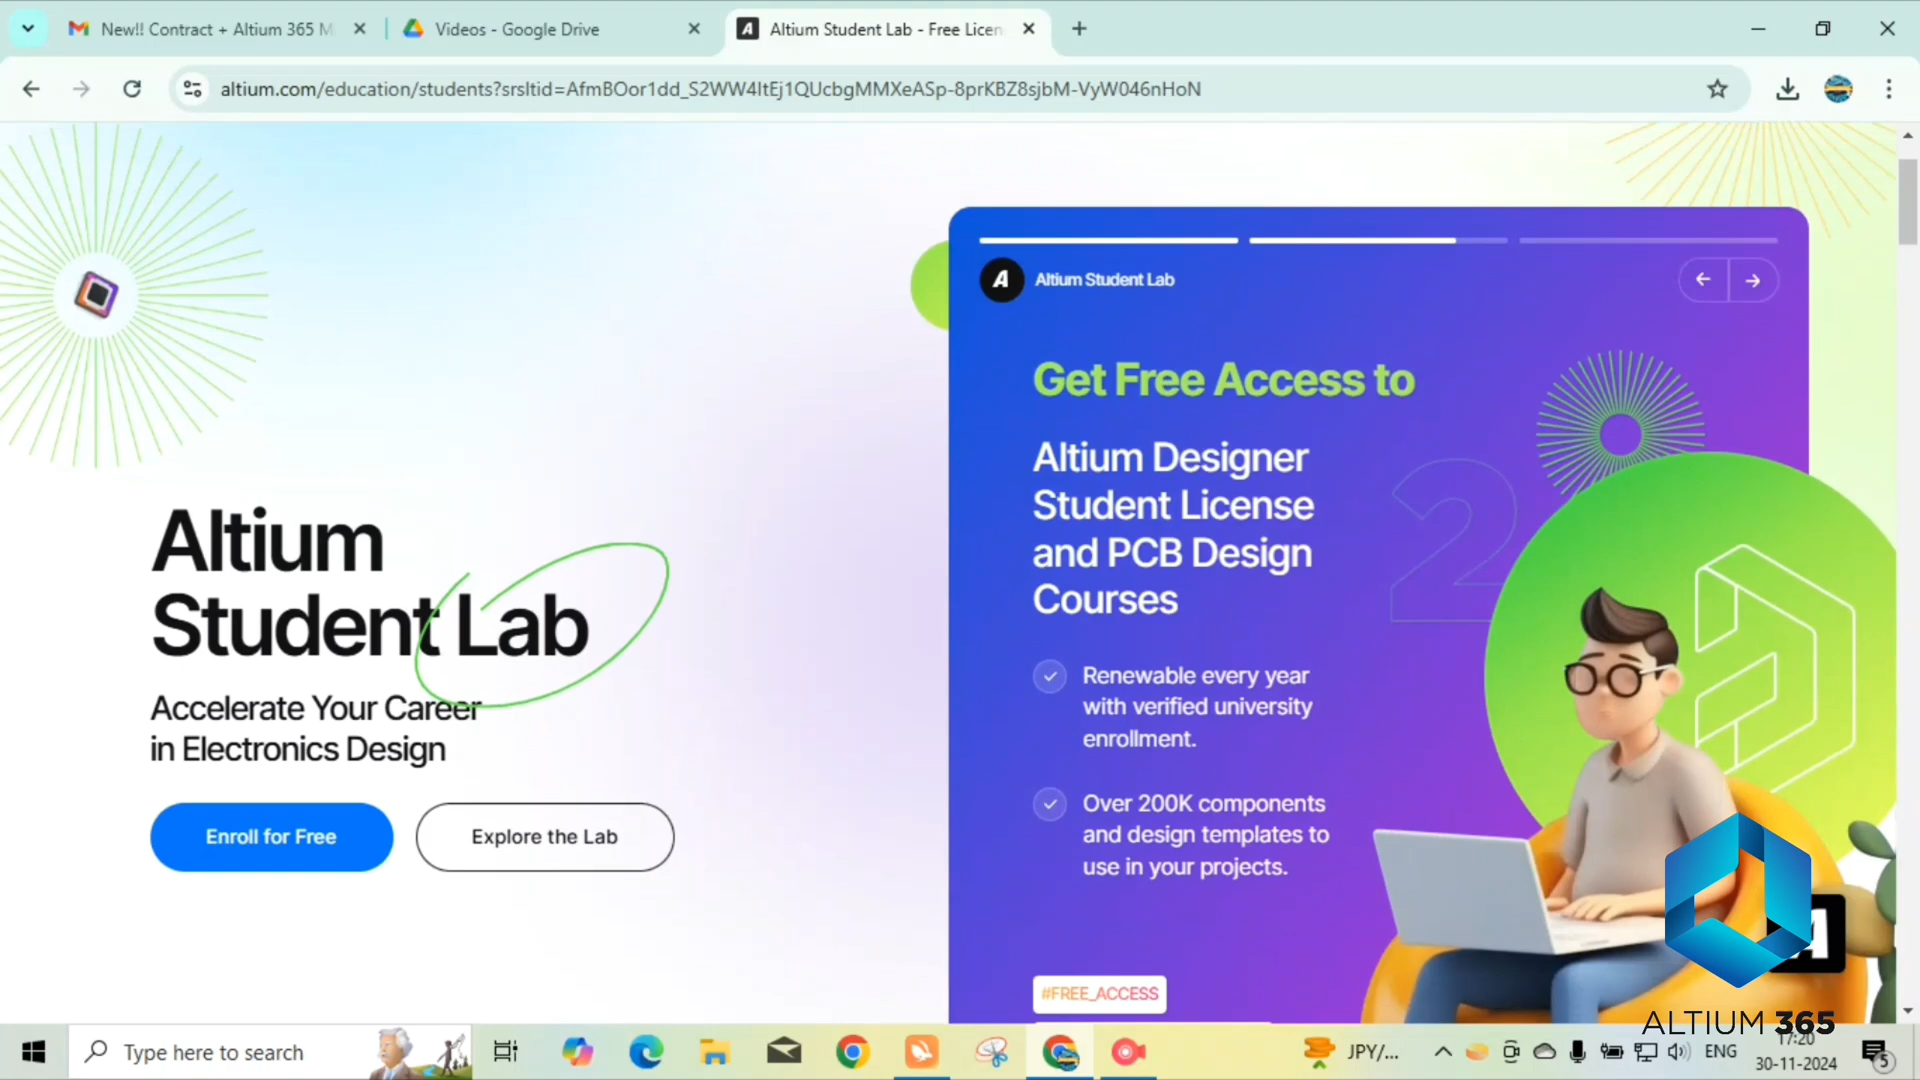 New!! Contract + Altium 365 M
Videos - Google Drive
Altium Student Lab - Free Licen
altium.com/education/students?srsltid=AfmBOor1dd_S2WW4ItEj1QUcbgMMXeASp-8prKBZ8sjbM-VyW046nHoN
Altium
Student Lab
Accelerate Your Career
in Electronics Design
Enroll for Free
Explore the Lab
Altium Student Lab
Get Free Access to
Altium Designer
Student License
and PCB Design
Courses
2
Renewable every year
with verified university
enrollment.
Over 200K components
and design templates to
use in your projects.
#FREE_ACCESS
ALTIUM 365
Type here to search
JPY/...
ENG
17:20
30-11-2024
5